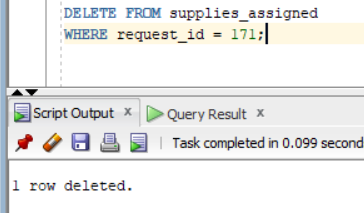 DELETE FROM supplies_assigned
WHERE request_id = 171;
Script Output x Query Result x
Task completed in 0.099 second
1 row deleted.